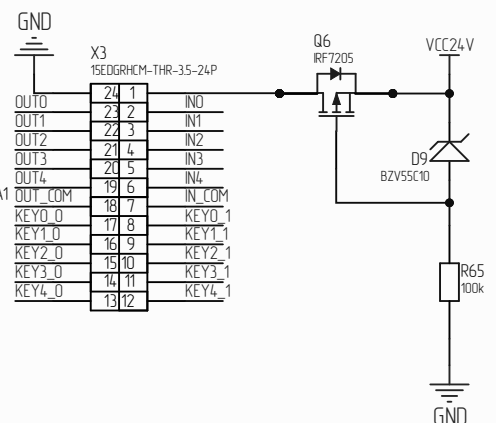 GND
X3
15EDGRHCM-THR-3.5-24P
Q6
IRF7205
VCC24V
24 1
OUT0 23 2 IN0
OUT1 22 3 IN1
OUT2 21 4 IN2
OUT3 20 5 IN3
OUT4 19 6 IN4
A1 OUT_COM 18 7 IN_COM
KEY0_0 17 8 KEY0_1
KEY1_0 16 9 KEY1_1
KEY2_0 15 10 KEY2_1
KEY3_0 14 11 KEY3_1
KEY4_0 13 12 KEY4_1
D9
BZV55C10
R65
100k
GND